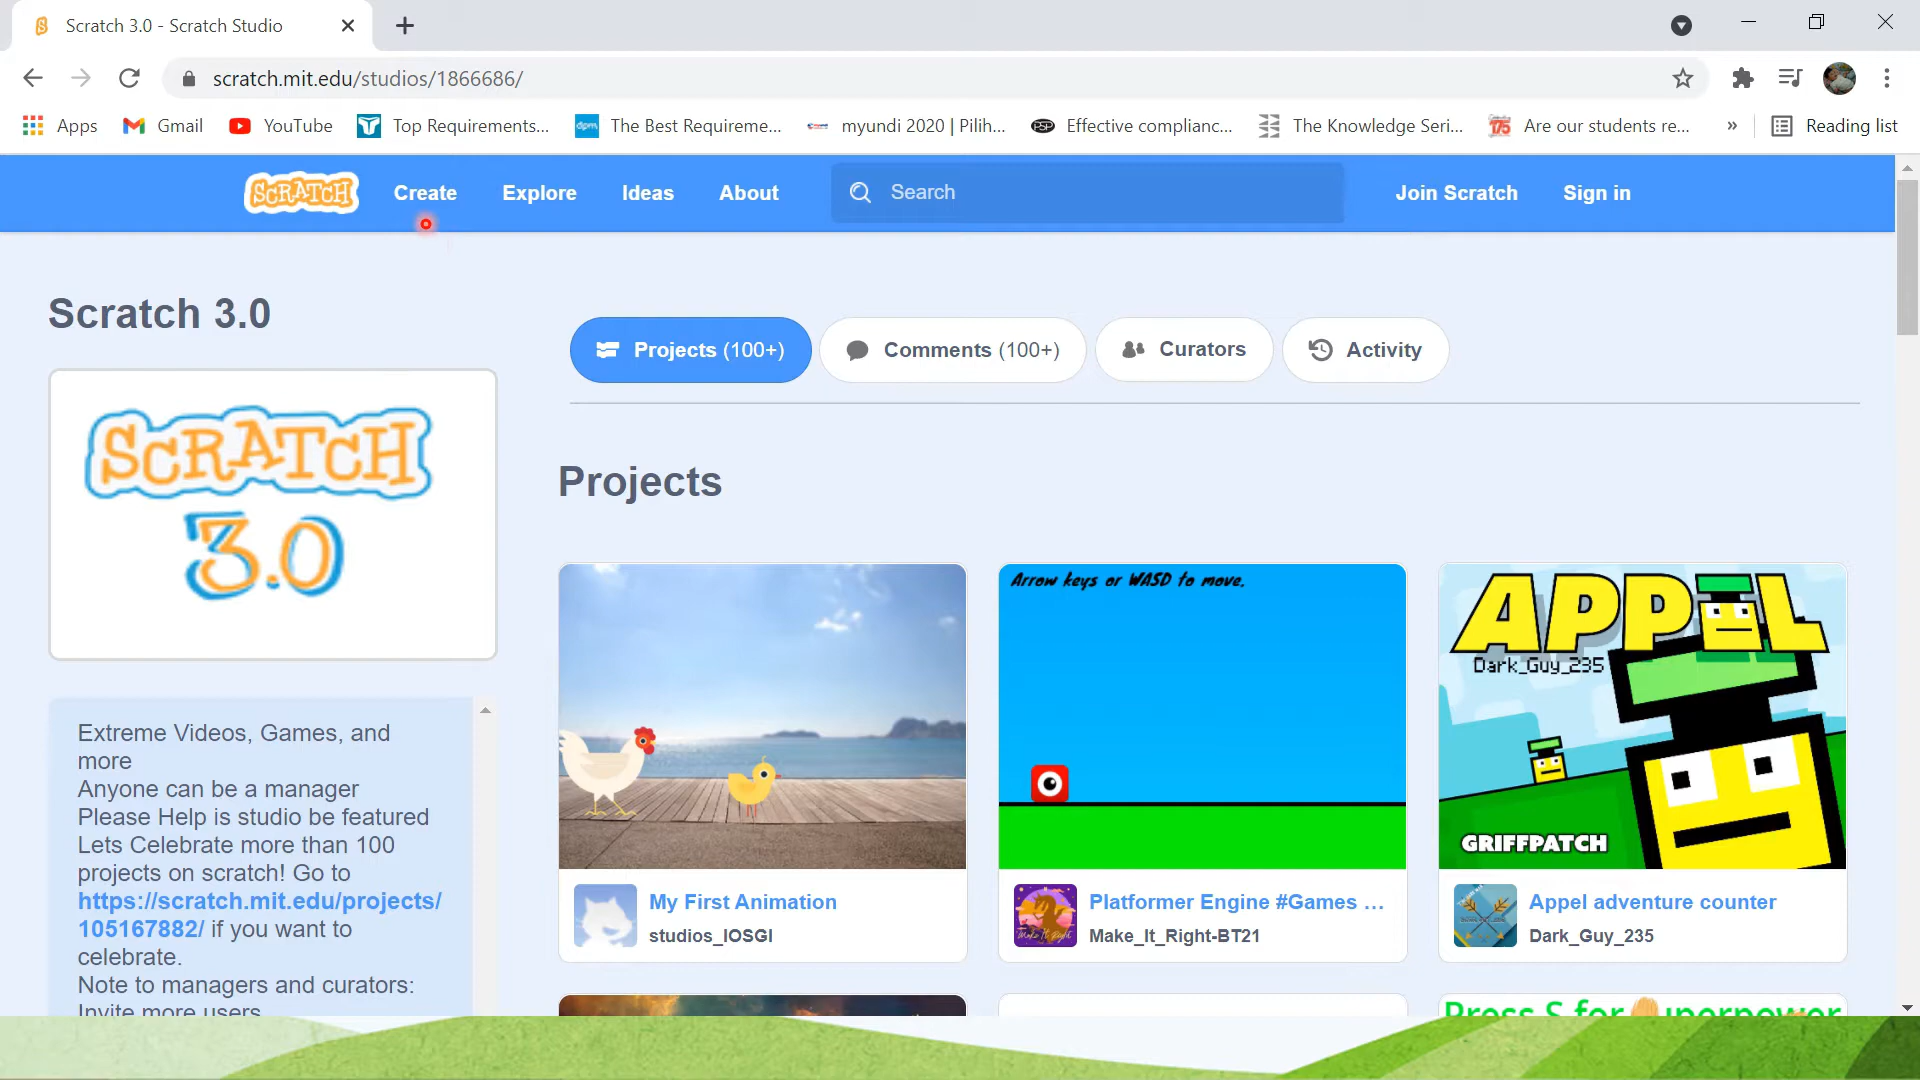 Scratch 3.0 - Scratch Studio
scratch.mit.edu/studios/1866686/
Apps
Gmail
YouTube
Top Requirements...
The Best Requireme...
myundi 2020 | Pilih...
Effective complianc...
The Knowledge Seri...
Are our students re...
»
Reading list
SCRATCH
Create
Explore
Ideas
About
Search
Join Scratch
Sign in
Scratch 3.0
Projects (100+)
Comments (100+)
Curators
Activity
SCRATCH
3.0
Projects
Extreme Videos, Games, and
more
Anyone can be a manager
Please Help is studio be featured
Lets Celebrate more than 100
projects on scratch! Go to
https://scratch.mit.edu/projects/
105167882/ if you want to
celebrate.
Note to managers and curators:
Invite more users
My First Animation
studios_IOSGI
Arrow keys or WASD to move.
Platformer Engine #Games ...
Make_It_Right-BT21
APPEL
Dark_Guy_235
GRIFFPATCH
Appel adventure counter
Dark_Guy_235
Press S for